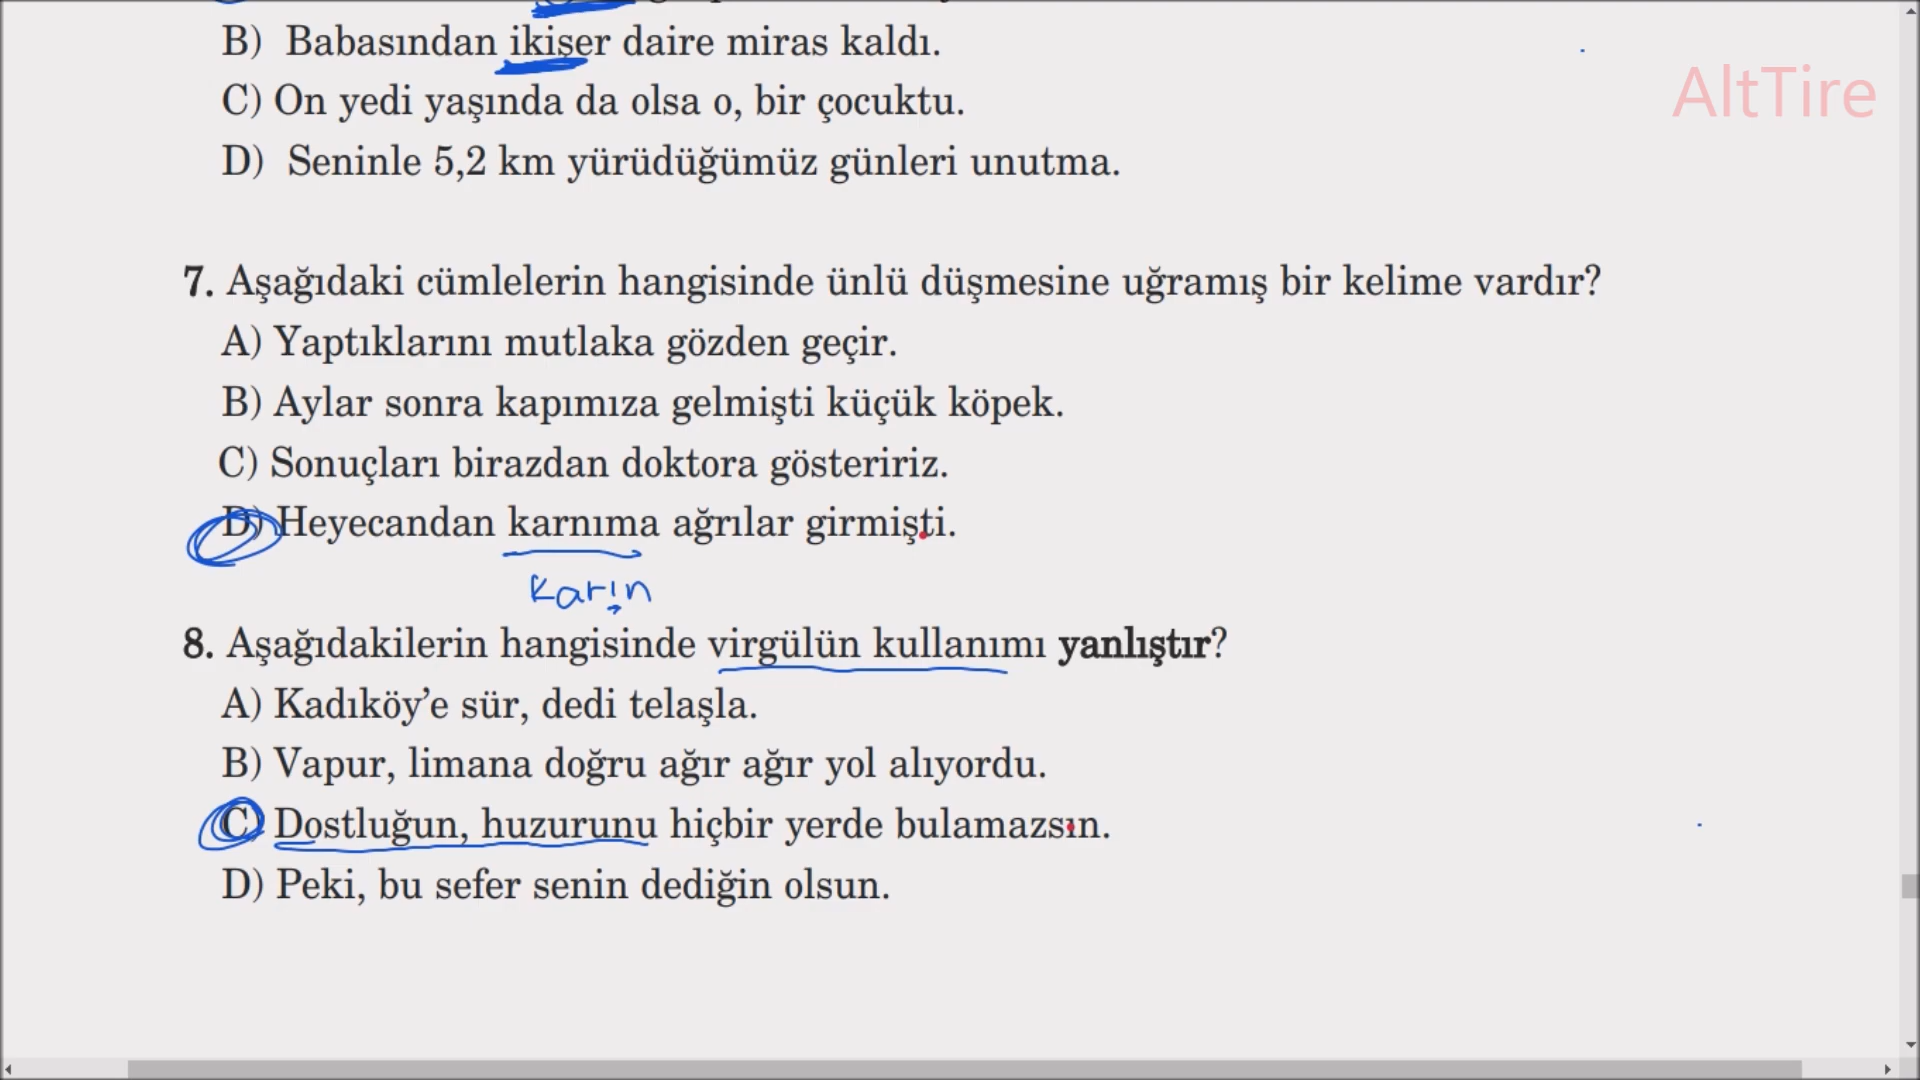 B) Babasından ikişer daire miras kaldı.
AltTire
C) On yedi yaşında da olsa o, bir çocuktu.
D) Seninle 5,2 km yürüdüğümüz günleri unutma.
7. Aşağıdaki cümlelerin hangisinde ünlü düşmesine uğramış bir kelime vardır?
A) Yaptıklarını mutlaka gözden geçir.
B) Aylar sonra kapımıza gelmişti küçük köpek.
C) Sonuçları birazdan doktora gösteririz.
D) Heyecandan karnıma ağrılar girmişti.
Karın
8. Aşağıdakilerin hangisinde virgülün kullanımı yanlıştır?
A) Kadıköy’e sür, dedi telaşla.
B) Vapur, limana doğru ağır ağır yol alıyordu.
C) Dostluğun, huzurunu hiçbir yerde bulamazsın.
D) Peki, bu sefer senin dediğin olsun.